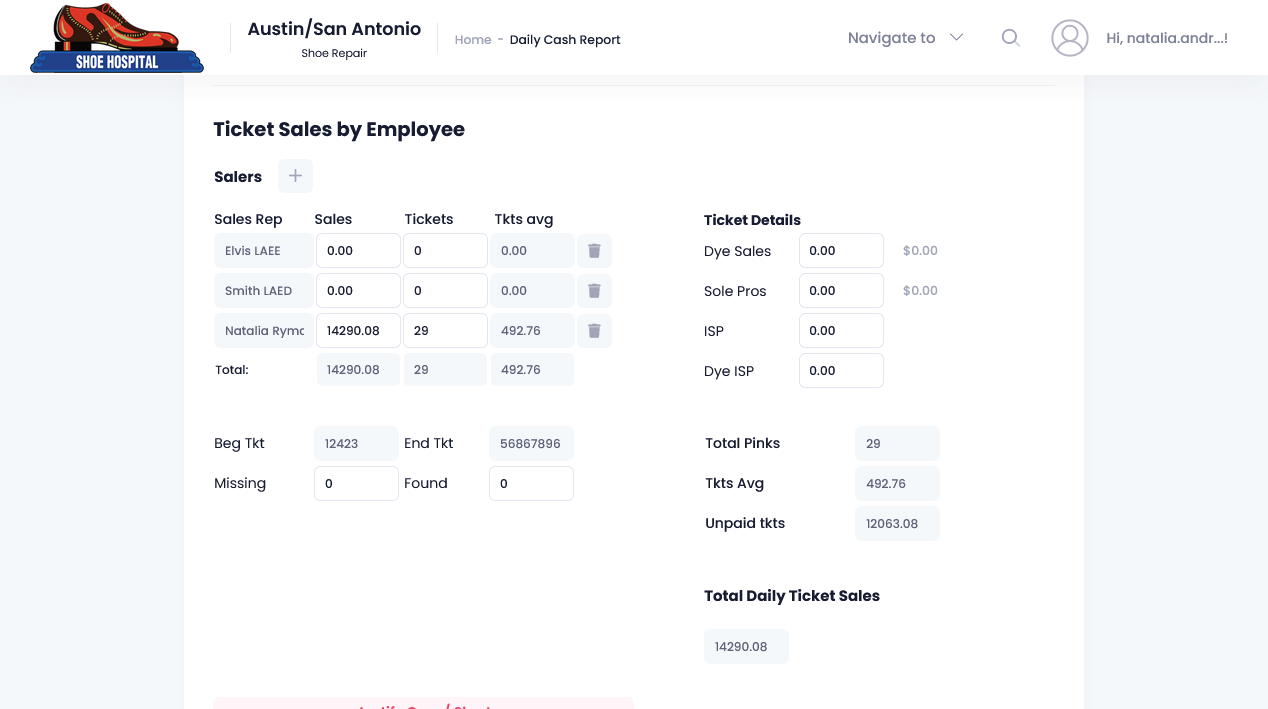 SHOE HOSPITAL
Austin/San Antonio
Shoe Repair
Home - Daily Cash Report
Navigate to
Hi, natalia.andr...!
Ticket Sales by Employee
Salers
Sales Rep Sales Tickets Tkts avg
Elvis LAEE 0.00 0 0.00
Smith LAED 0.00 0 0.00
Natalia Rymc 14290.08 29 492.76
Total: 14290.08 29 492.76
Ticket Details
Dye Sales 0.00 $0.00
Sole Pros 0.00 $0.00
ISP 0.00
Dye ISP 0.00
Beg Tkt 12423 End Tkt 56867896
Missing 0 Found 0
Total Pinks 29
Tkts Avg 492.76
Unpaid tkts 12063.08
Total Daily Ticket Sales
14290.08